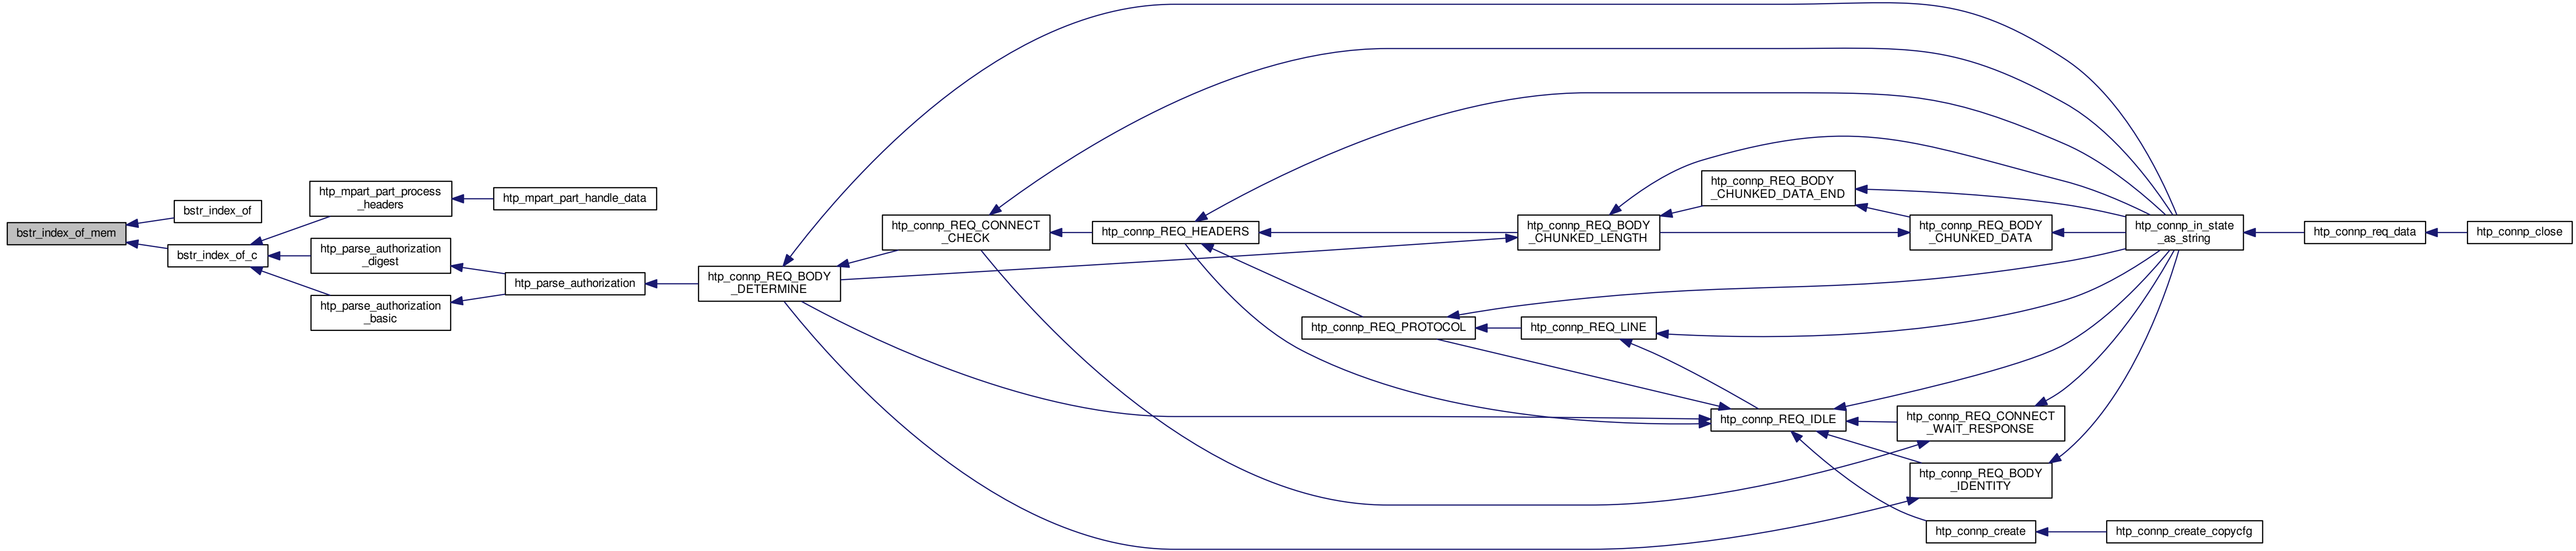 bstr_index_of_mem
bstr_index_of
bstr_index_of_c
htp_mpart_part_process
_headers
htp_parse_authorization
_digest
htp_parse_authorization
_basic
htp_mpart_part_handle_data
htp_parse_authorization
htp_connp_REQ_BODY
_DETERMINE
htp_connp_REQ_CONNECT
_CHECK
htp_connp_REQ_HEADERS
htp_connp_REQ_PROTOCOL
htp_connp_REQ_BODY
_CHUNKED_LENGTH
htp_connp_REQ_LINE
htp_connp_REQ_BODY
_CHUNKED_DATA_END
htp_connp_REQ_IDLE
htp_connp_REQ_BODY
_CHUNKED_DATA
htp_connp_REQ_CONNECT
_WAIT_RESPONSE
htp_connp_REQ_BODY
_IDENTITY
htp_connp_create
htp_connp_in_state
_as_string
htp_connp_create_copycfg
htp_connp_req_data
htp_connp_close